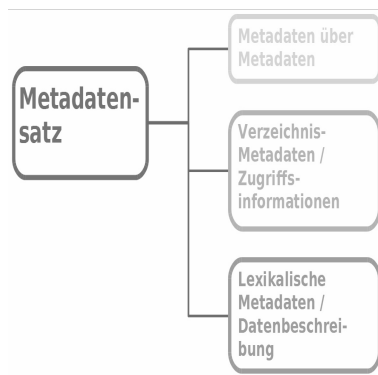 Metadaten-
satz
Metadaten über
Metadaten
Verzeichnis-
Metadaten /
Zugriffs-
informationen
Lexikalische
Metadaten /
Datenbeschrei-
bung